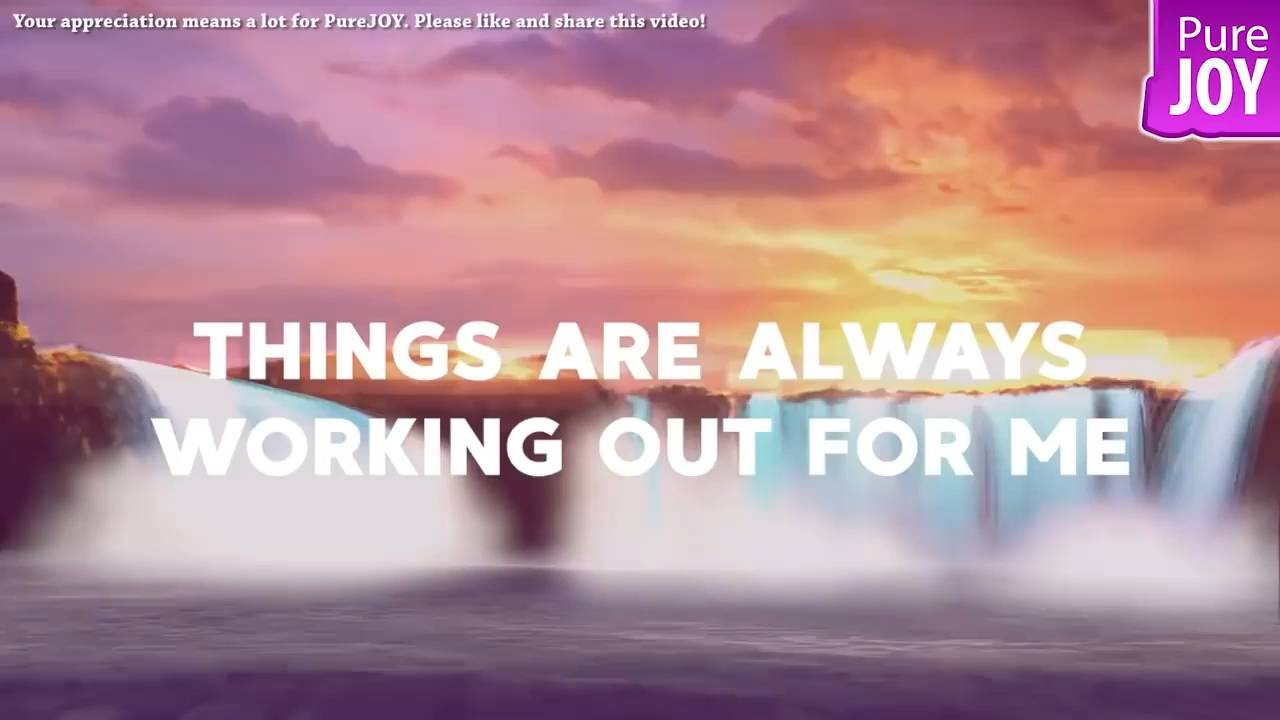 Your appreciation means a lot for PureJOY. Please like and share this video!
Pure
JOY
THINGS ARE ALWAYS
WORKING OUT FOR ME